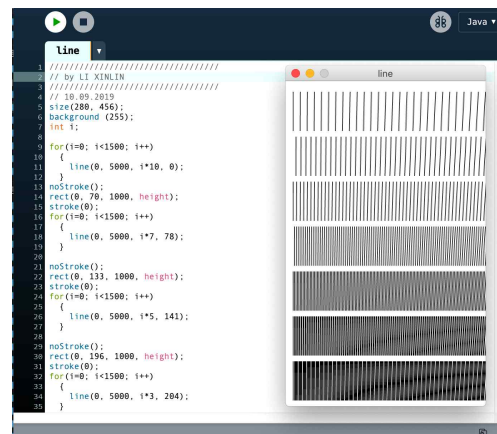 Java
line
line
1 ///////////////////////////////////
2 // by LI XINLIN
3 ///////////////////////////////////
4 // 10.09.2019
5 size(280, 456);
6 background (255);
7 int i;
8
9 for(i=0; i<1500; i++)
10 {
11 line(0, 5000, i*10, 0);
12 }
13 noStroke();
14 rect(0, 70, 1000, height);
15 stroke(0);
16 for(i=0; i<1500; i++)
17 {
18 line(0, 5000, i*7, 78);
19 }
20
21 noStroke();
22 rect(0, 133, 1000, height);
23 stroke(0);
24 for(i=0; i<1500; i++)
25 {
26 line(0, 5000, i*5, 141);
27 }
28
29 noStroke();
30 rect(0, 196, 1000, height);
31 stroke(0);
32 for(i=0; i<1500; i++)
33 {
34 line(0, 5000, i*3, 204);
35 }